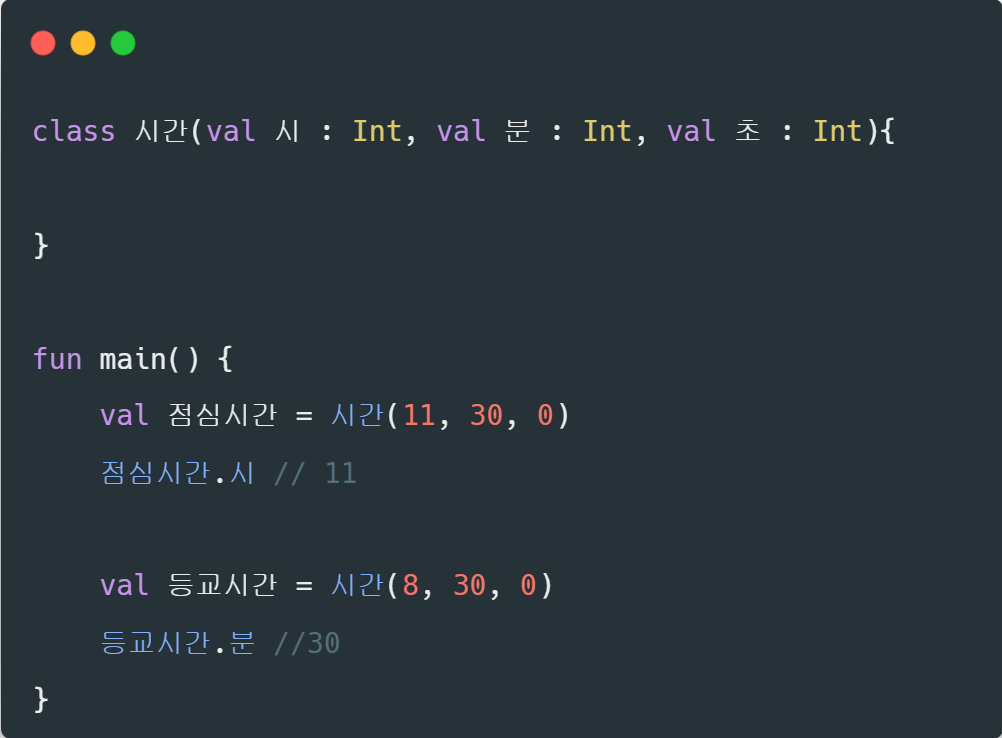 class 시간(val 시 : Int, val 분 : Int, val 초 : Int){
}
fun main() {
val 점심시간 = 시간(11, 30, 0)
점심시간.시 // 11
val 등교시간 = 시간(8, 30, 0)
등교시간.분 //30
}